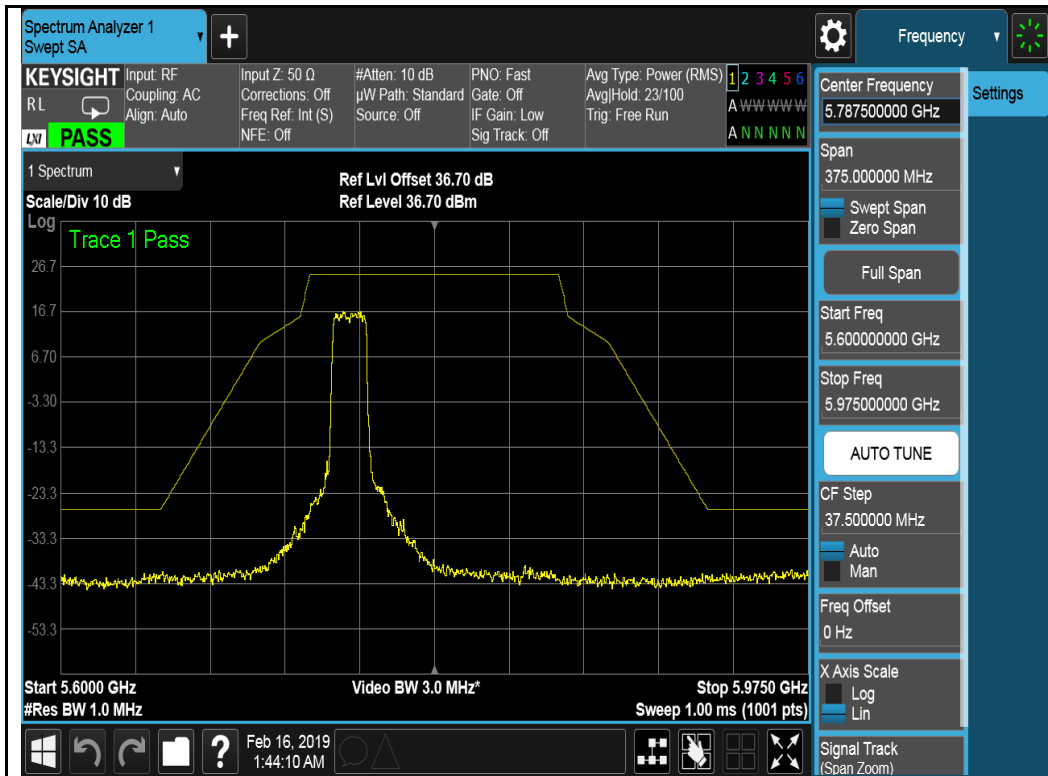 Spectrum Analyzer 1
Swept SA
+
Frequency
KEYSIGHT
R L
LXI PASS
Input: RF
Coupling: AC
Align: Auto
Input Z: 50 Ω
Corrections: Off
Freq Ref: Int (S)
NFE: Off
#Atten: 10 dB
µW Path: Standard
Source: Off
PNO: Fast
Gate: Off
IF Gain: Low
Sig Track: Off
Avg Type: Power (RMS)
Avg|Hold: 23/100
Trig: Free Run
1 2 3 4 5 6
A W W W W W
A N N N N N
1 Spectrum
Scale/Div 10 dB
Ref Lvl Offset 36.70 dB
Ref Level 36.70 dBm
Log
Trace 1 Pass
26.7
16.7
6.70
-3.30
-13.3
-23.3
-33.3
-43.3
-53.3
Start 5.6000 GHz
#Res BW 1.0 MHz
Video BW 3.0 MHz*
Stop 5.9750 GHz
Sweep 1.00 ms (1001 pts)
?
Feb 16, 2019
1:44:10 AM
Center Frequency
5.787500000 GHz
Span
375.000000 MHz
Swept Span
Zero Span
Full Span
Start Freq
5.600000000 GHz
Stop Freq
5.975000000 GHz
AUTO TUNE
CF Step
37.500000 MHz
Auto
Man
Freq Offset
0 Hz
X Axis Scale
Log
Lin
Signal Track
(Span Zoom)
Settings